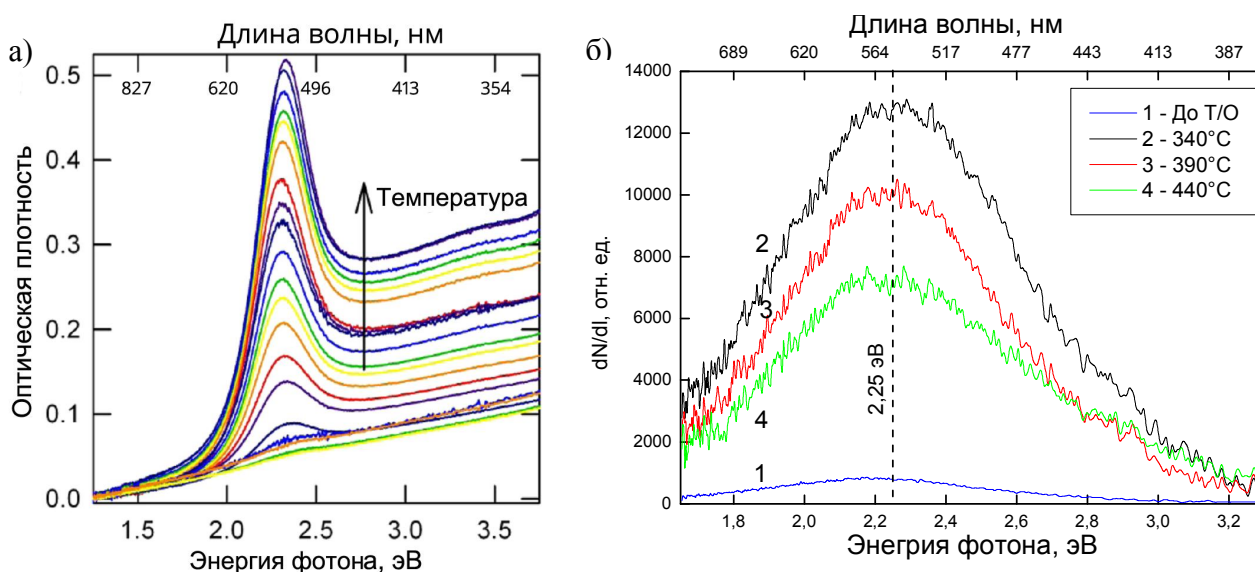 а)
Длина волны, нм
827 620 496 413 354
0.5
0.4
0.3
0.2
0.1
0.0
Оптическая плотность
Температура
1.5 2.0 2.5 3.0 3.5
Энергия фотона, эВ
б)
Длина волны, нм
689 620 564 517 477 443 413 387
14000
12000
10000
8000
6000
4000
2000
0
dN/dl, отн. ед.
1 - До Т/О
2 - 340°C
3 - 390°C
4 - 440°C
2
3
4
1
2,25 эВ
1,8 2,0 2,2 2,4 2,6 2,8 3,0 3,2
Энегрия фотона, эВ